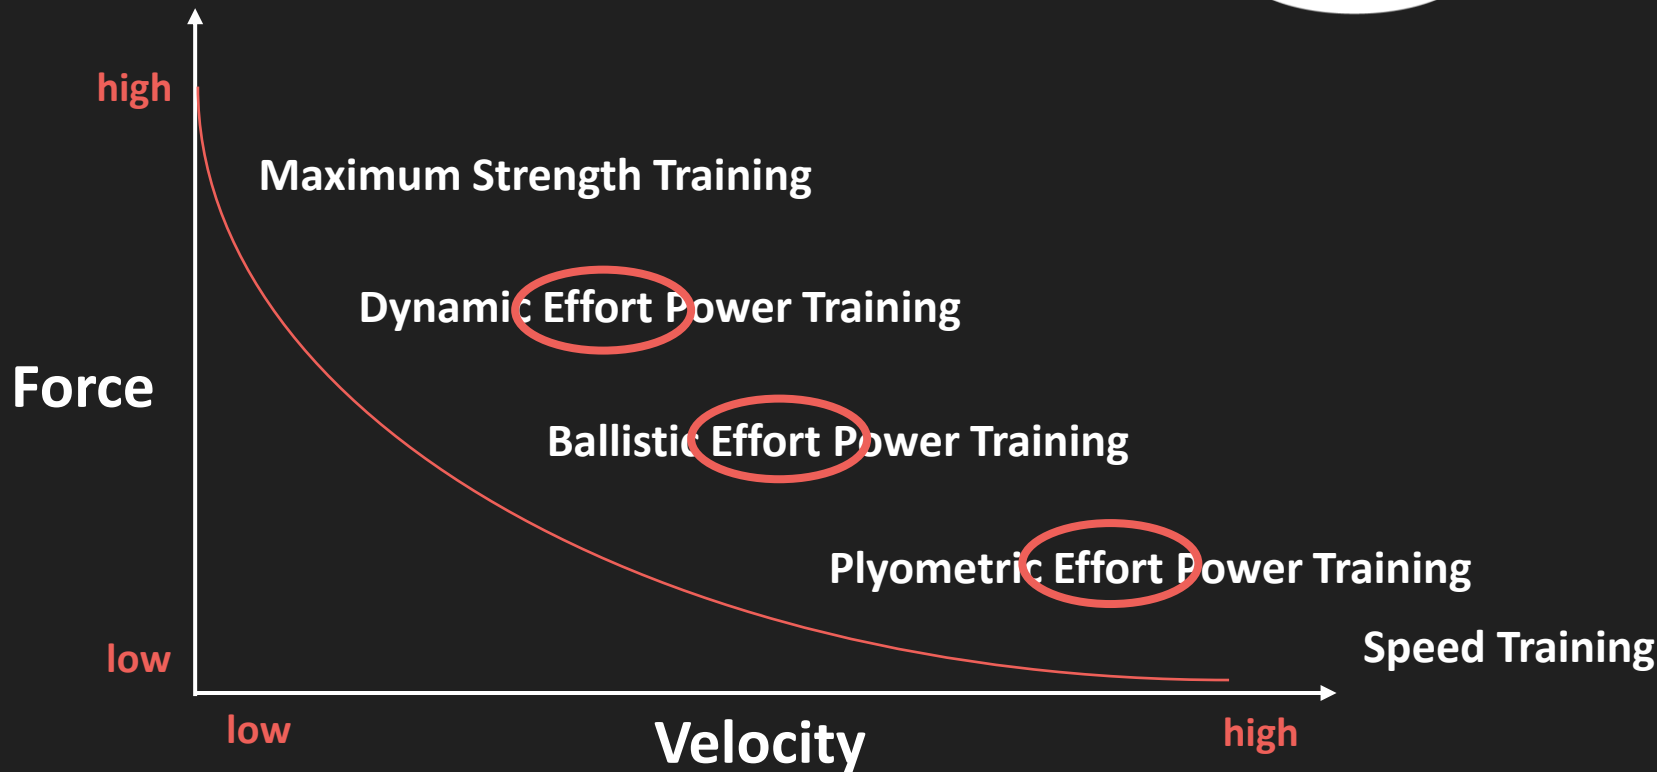 high
Maximum Strength Training
Dynamic Effort Power Training
Force
Ballistic Effort Power Training
Plyometric Effort Power Training
low
Speed Training
low
Velocity
high